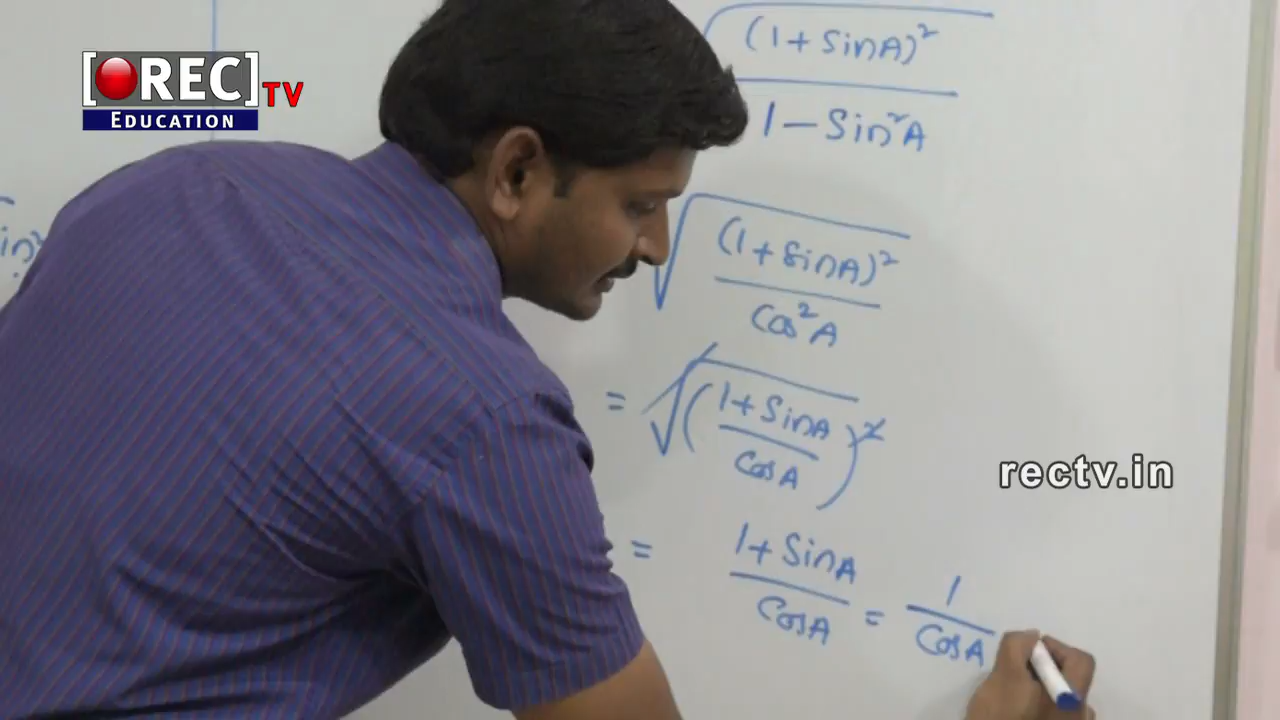 [REC] TV
EDUCATION
√(1+SinA)²
1 - Sin²A
√(1+SinA)²
Cos²A
= √(1+SinA/CosA)²
= 1+SinA/CosA = 1/CosA
rectv.in